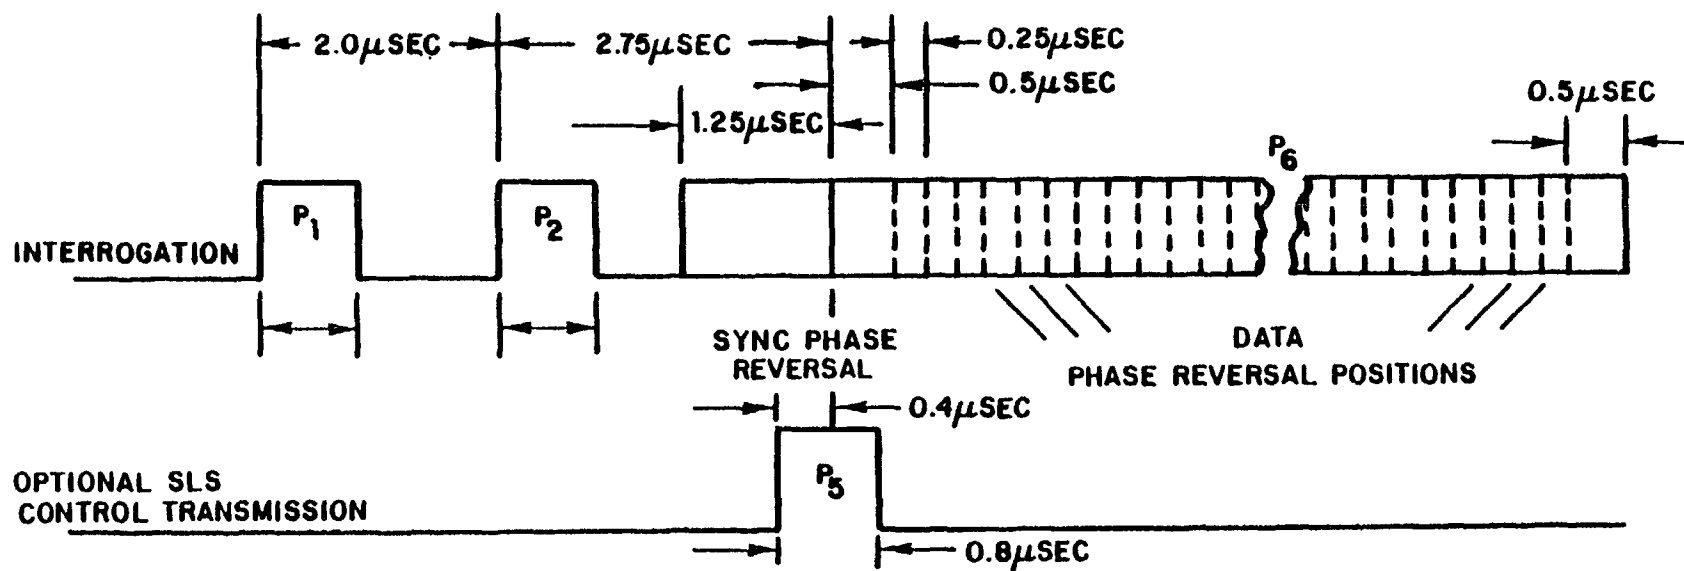 2.0μSEC
2.75μSEC
0.25μSEC
0.5μSEC
0.5μSEC
1.25μSEC
P6
P1
P2
INTERROGATION
SYNC PHASE
REVERSAL
DATA
PHASE REVERSAL POSITIONS
0.4μSEC
OPTIONAL SLS
CONTROL TRANSMISSION
P5
0.8μSEC